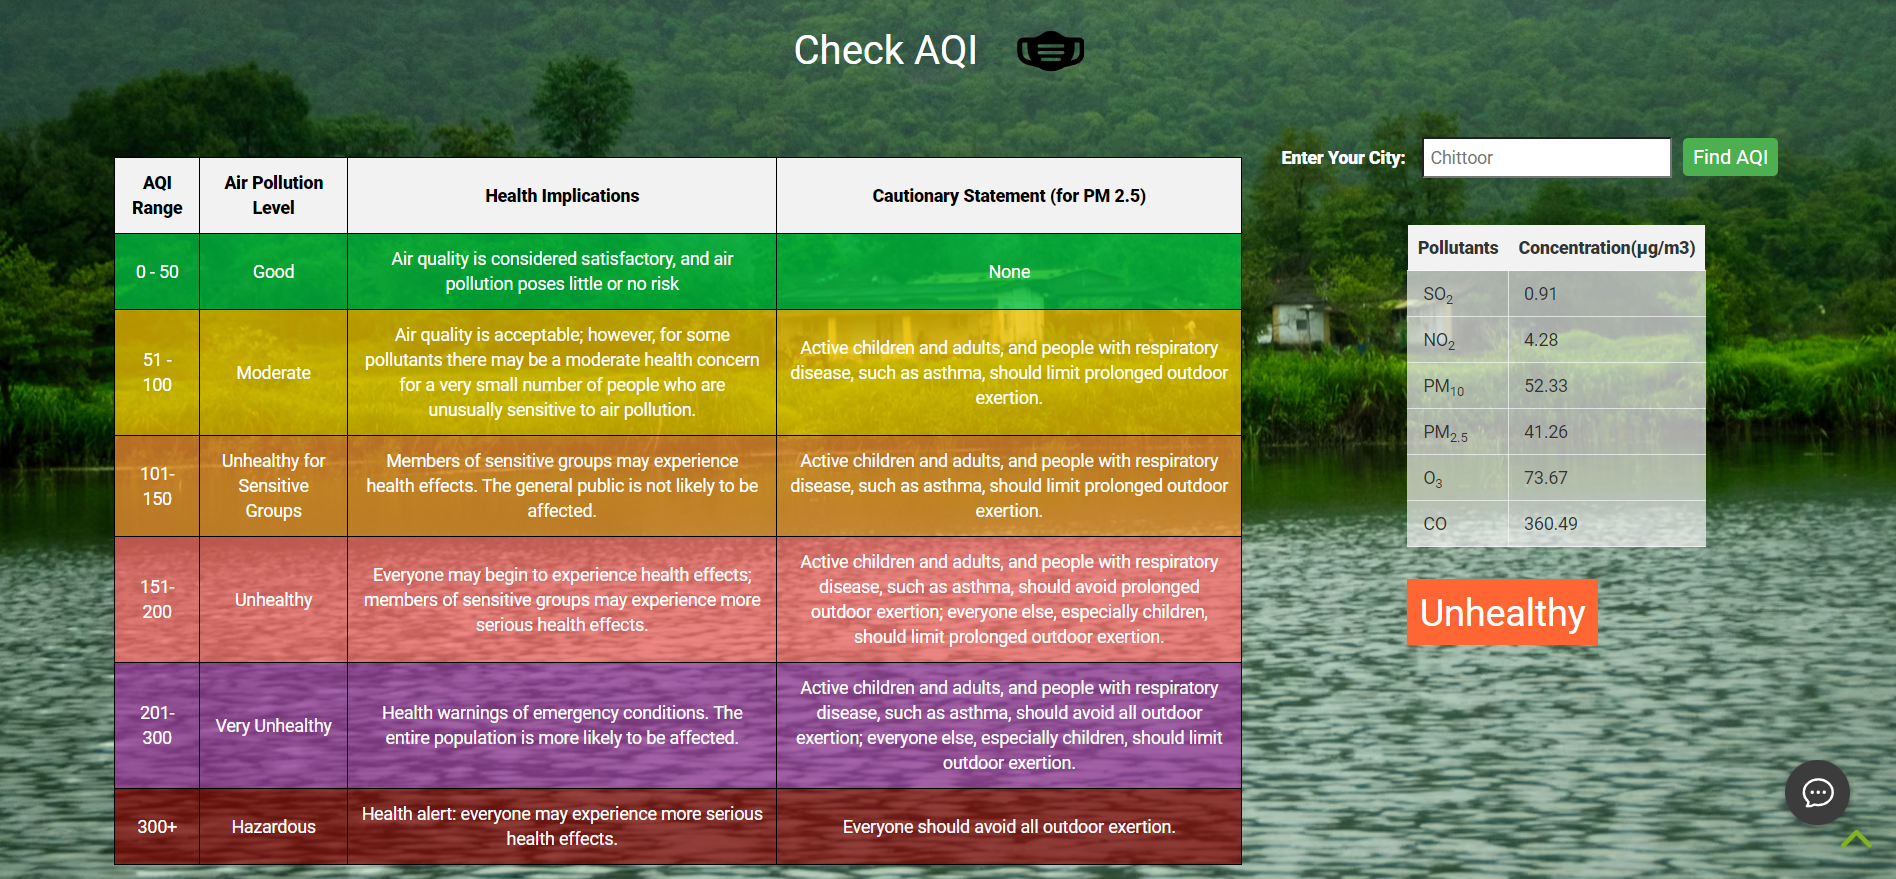 Check AQI
Enter Your City:
Chittoor
Find AQI
AQI
Range
Air Pollution
Level
Health Implications
Cautionary Statement (for PM 2.5)
0 - 50
Good
Air quality is considered satisfactory, and air
pollution poses little or no risk
None
51 -
100
Moderate
Air quality is acceptable; however, for some
pollutants there may be a moderate health concern
for a very small number of people who are
unusually sensitive to air pollution.
Active children and adults, and people with respiratory
disease, such as asthma, should limit prolonged outdoor
exertion.
101-
150
Unhealthy for
Sensitive
Groups
Members of sensitive groups may experience
health effects. The general public is not likely to be
affected.
Active children and adults, and people with respiratory
disease, such as asthma, should limit prolonged outdoor
exertion.
151-
200
Unhealthy
Everyone may begin to experience health effects;
members of sensitive groups may experience more
serious health effects.
Active children and adults, and people with respiratory
disease, such as asthma, should avoid prolonged
outdoor exertion; everyone else, especially children,
should limit prolonged outdoor exertion.
201-
300
Very Unhealthy
Health warnings of emergency conditions. The
entire population is more likely to be affected.
Active children and adults, and people with respiratory
disease, such as asthma, should avoid all outdoor
exertion; everyone else, especially children, should limit
outdoor exertion.
300+
Hazardous
Health alert: everyone may experience more serious
health effects.
Everyone should avoid all outdoor exertion.
Pollutants Concentration(µg/m3)
SO2 0.91
NO2 4.28
PM10 52.33
PM2.5 41.26
O3 73.67
CO 360.49
Unhealthy